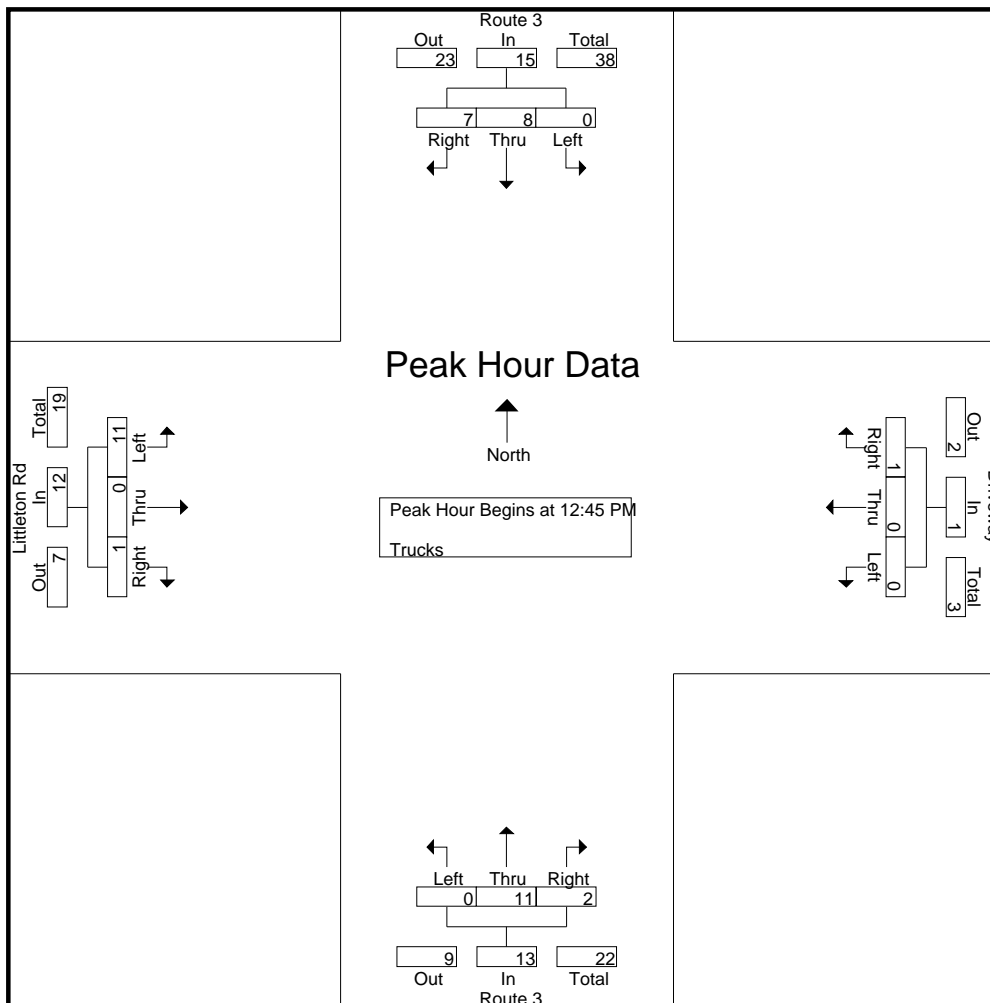 Route 3
Out In Total
23 15 38
7 8 0
Right Thru Left
Peak Hour Data
North
Peak Hour Begins at 12:45 PM
Trucks
Littleton Rd
Out In Total
7 12 19
11 0 1
Left Thru Right
Out In Total
2 1 3
Right Thru Left
1 0 0
Left Thru Right
0 11 2
9 13 22
Out In Total
Route 3